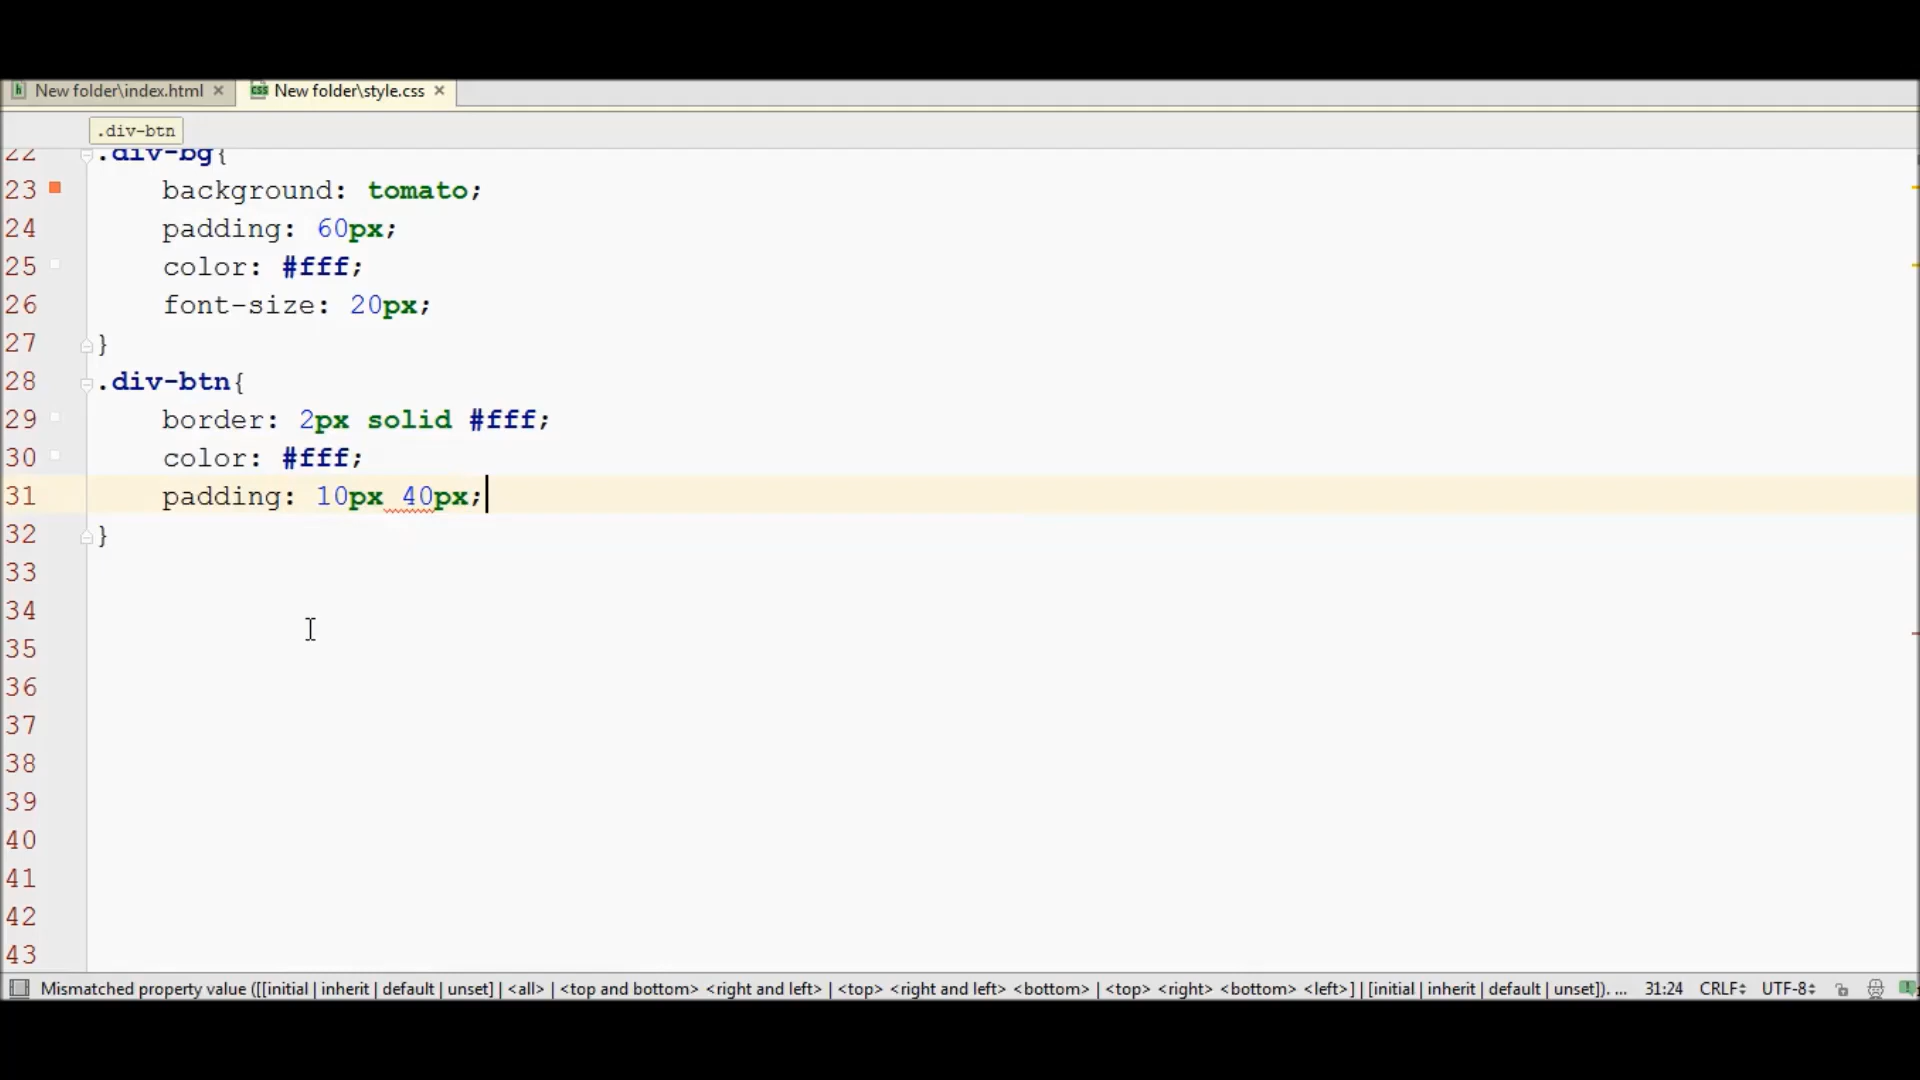 New folder\index.html
New folder\style.css
.div-btn
22 .div-bg{
23 background: tomato;
24 padding: 60px;
25 color: #fff;
26 font-size: 20px;
27 }
28 .div-btn{
29 border: 2px solid #fff;
30 color: #fff;
31 padding: 10px 40px;
32 }
33
34
35
36
37
38
39
40
41
42
43
Mismatched property value ([[initial | inherit | default | unset] | <all> | <top and bottom> <right and left> | <top> <right and left> <bottom> | <top> <right> <bottom> <left>] | [initial | inherit | default | unset]). ... 31:24 CRLF UTF-8